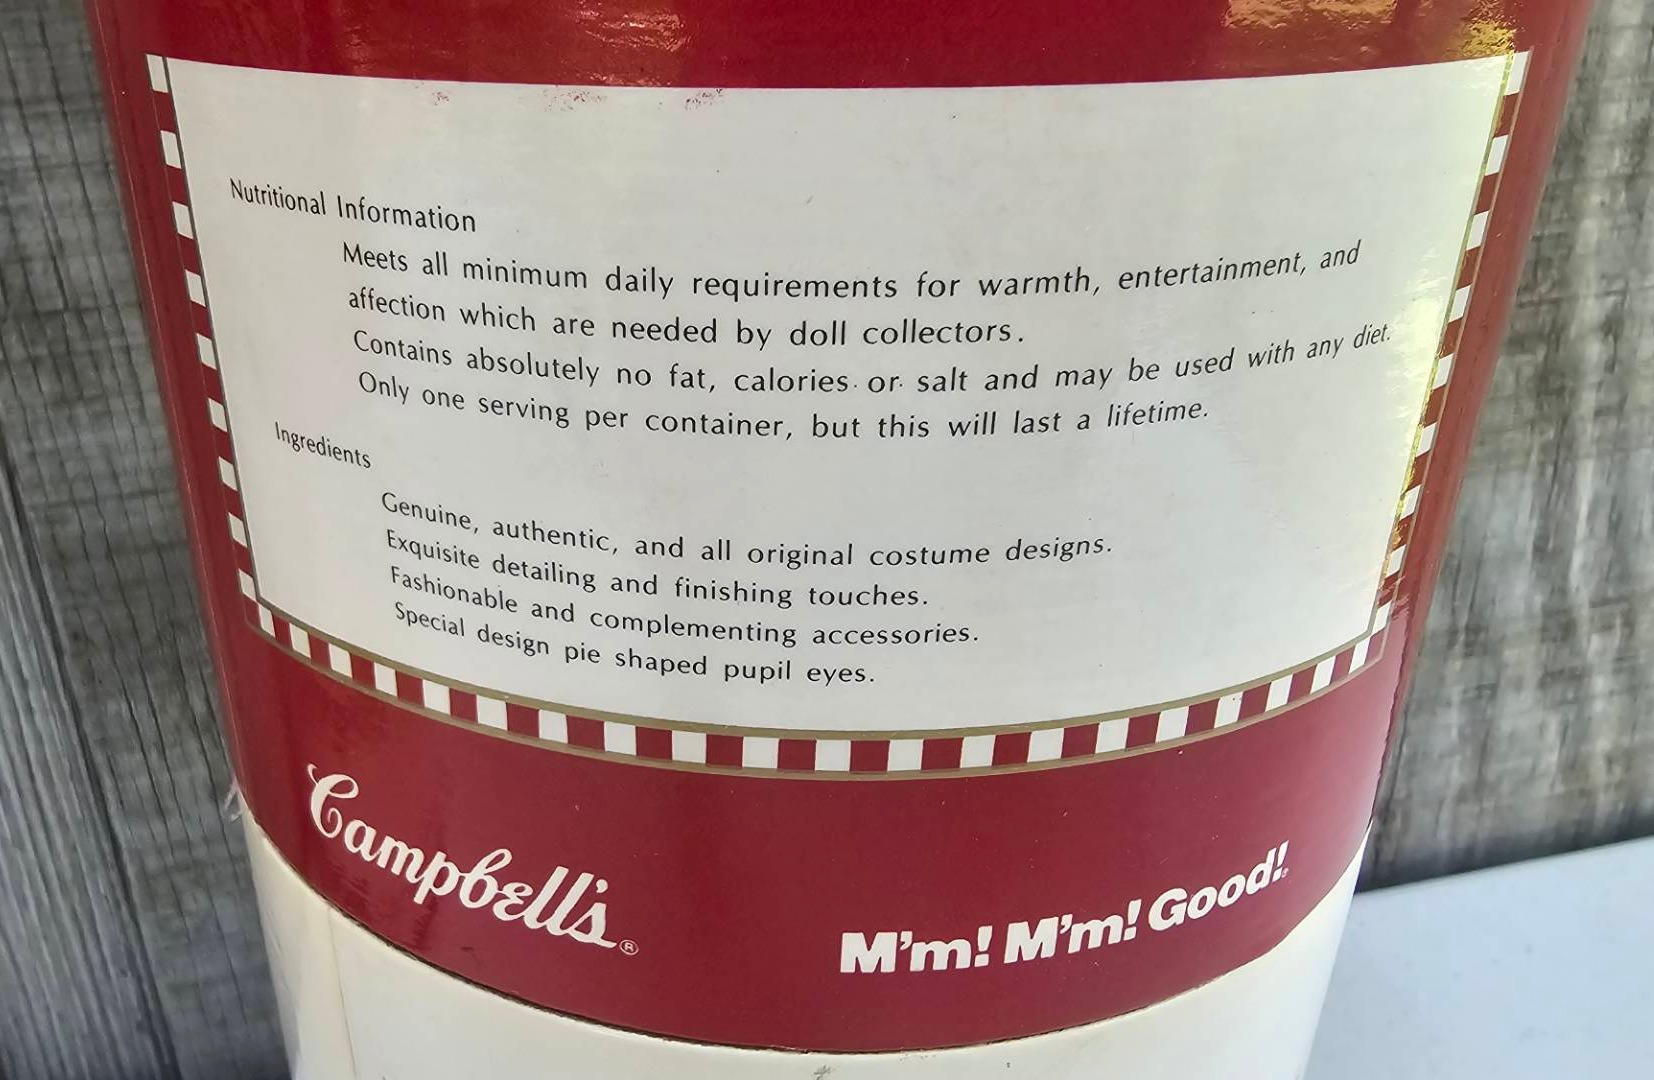 Nutritional Information
Meets all minimum daily requirements for warmth, entertainment, and
affection which are needed by doll collectors.
Contains absolutely no fat, calories or salt and may be used with any diet.
Only one serving per container, but this will last a lifetime.
Ingredients
Genuine, authentic, and all original costume designs.
Exquisite detailing and finishing touches.
Fashionable and complementing accessories.
Special design pie shaped pupil eyes.
Campbell's®
M'm! M'm! Good!